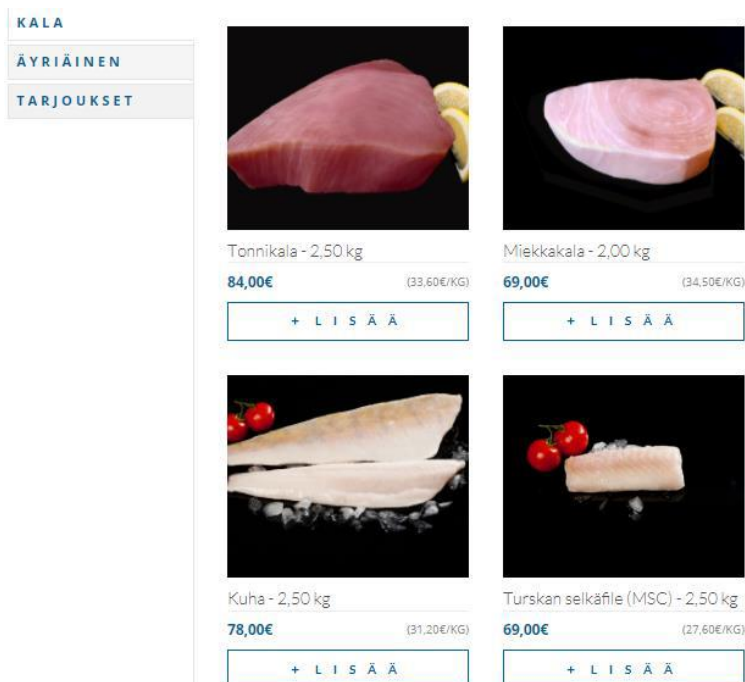 KALA
ÄYRIÄINEN
TARJOUKSET
Tonnikala - 2,50 kg
84,00€ (33,60€/KG)
+ LISÄÄ
Miekkakala - 2,00 kg
69,00€ (34,50€/KG)
+ LISÄÄ
Kuha - 2,50 kg
78,00€ (31,20€/KG)
+ LISÄÄ
Turskan selkäfile (MSC) - 2,50 kg
69,00€ (27,60€/KG)
+ LISÄÄ